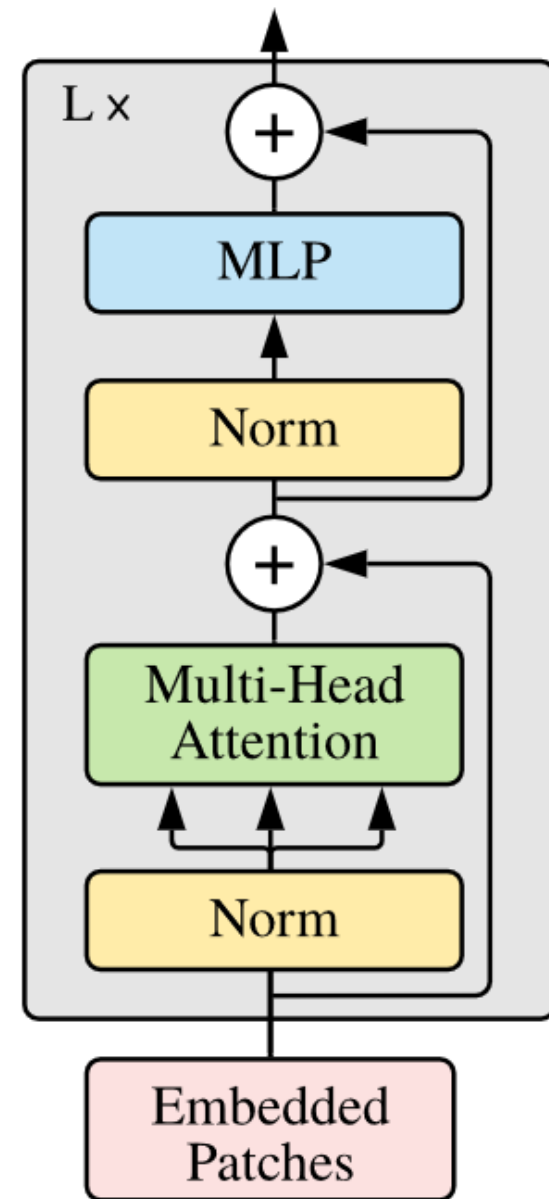 L ×
+
MLP
Norm
+
Multi-Head
Attention
Norm
Embedded
Patches